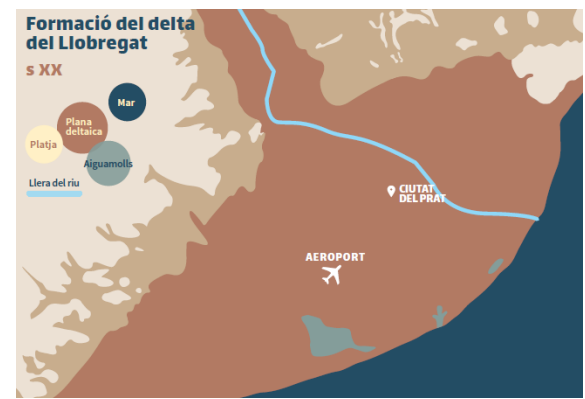 Formació del delta
del Llobregat
s XX
Mar
Plana
deltaica
Platja
Aiguamolls
Llera del riu
CIUTAT
DEL PRAT
AEROPORT